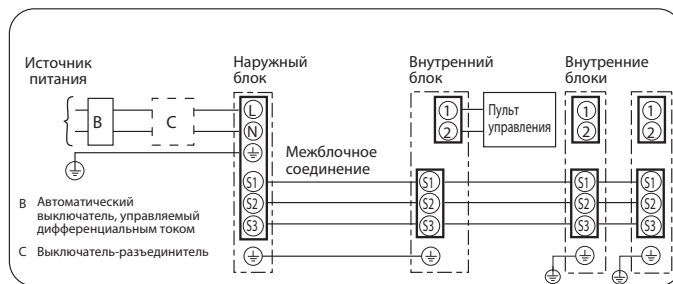 Источник
питания
Наружный
блок
Внутренний
блок
Внутренние
блоки
B
C
L
N
1
2
Пульт
управления
1
2
1
2
Межблочное
соединение
S1
S2
S3
S1
S2
S3
S1
S2
S3
S1
S2
S3
B Автоматический
выключатель, управляемый
дифференциальным током
C Выключатель-разъединитель